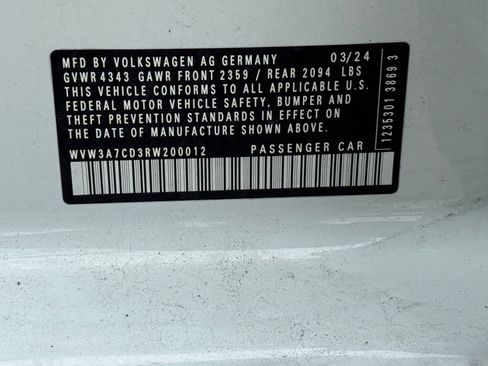 MFD BY VOLKSWAGEN AG GERMANY 03/24
GVWR 4343 GAWR FRONT 2359 / REAR 2094 LBS
THIS VEHICLE CONFORMS TO ALL APPLICABLE U.S.
FEDERAL MOTOR VEHICLE SAFETY, BUMPER AND
THEFT PREVENTION STANDARDS IN EFFECT ON
THE DATE OF MANUFACTURE SHOWN ABOVE.
WVW3A7CD3RW200012 PASSENGER CAR
1235301 3869 3